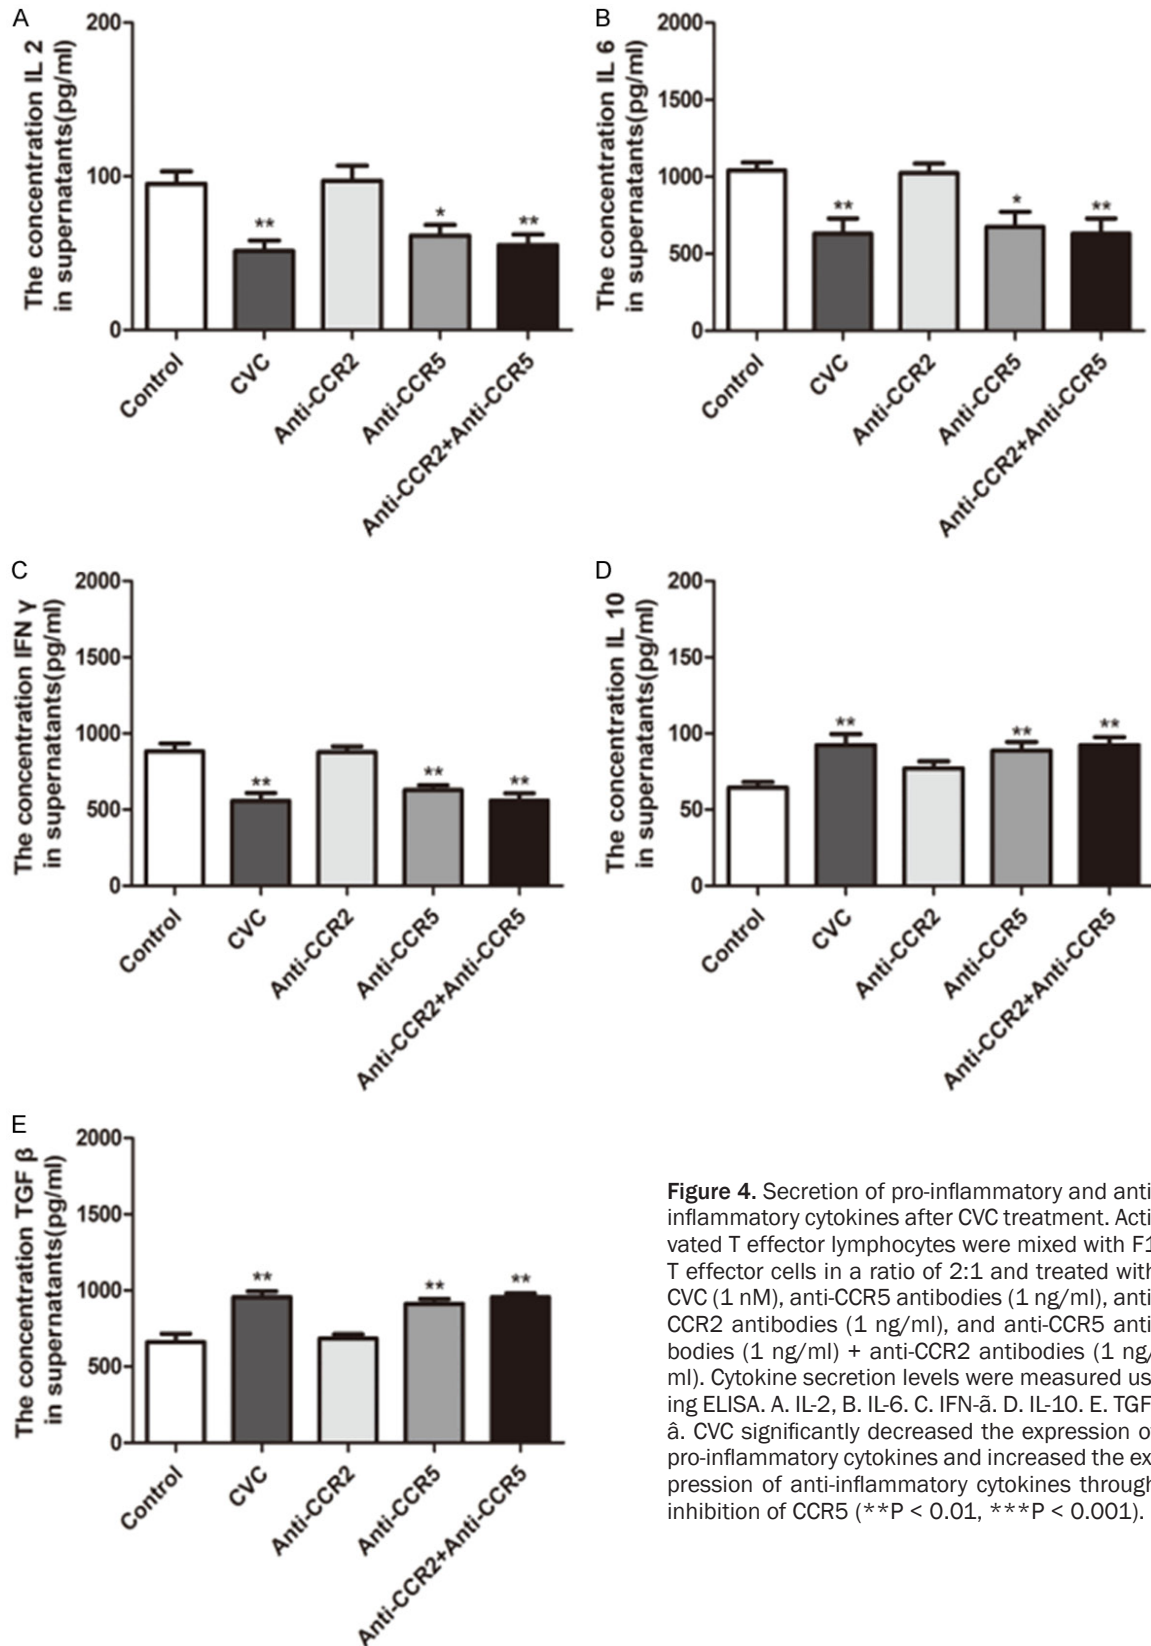 A
The concentration IL 2
in supernatants(pg/ml)
200
100
0
**
*
**
Control
CVC
Anti-CCR2
Anti-CCR5
Anti-CCR2+Anti-CCR5
B
The concentration IL 6
in supernatants(pg/ml)
2000
1500
1000
500
0
**
*
**
Control
CVC
Anti-CCR2
Anti-CCR5
Anti-CCR2+Anti-CCR5
C
The concentration IFN γ
in supernatants(pg/ml)
2000
1500
1000
500
0
**
**
**
Control
CVC
Anti-CCR2
Anti-CCR5
Anti-CCR2+Anti-CCR5
D
The concentration IL 10
in supernatants(pg/ml)
200
150
100
50
0
**
**
**
Control
CVC
Anti-CCR2
Anti-CCR5
Anti-CCR2+Anti-CCR5
E
The concentration TGF β
in supernatants(pg/ml)
2000
1500
1000
500
0
**
**
**
Control
CVC
Anti-CCR2
Anti-CCR5
Anti-CCR2+Anti-CCR5
Figure 4. Secretion of pro-inflammatory and anti-
inflammatory cytokines after CVC treatment. Acti-
vated T effector lymphocytes were mixed with F1
T effector cells in a ratio of 2:1 and treated with
CVC (1 nM), anti-CCR5 antibodies (1 ng/ml), anti-
CCR2 antibodies (1 ng/ml), and anti-CCR5 anti-
bodies (1 ng/ml) + anti-CCR2 antibodies (1 ng/
ml). Cytokine secretion levels were measured us-
ing ELISA. A. IL-2, B. IL-6. C. IFN-ã. D. IL-10. E. TGF-
â. CVC significantly decreased the expression of
pro-inflammatory cytokines and increased the ex-
pression of anti-inflammatory cytokines through
inhibition of CCR5 (**P < 0.01, ***P < 0.001).